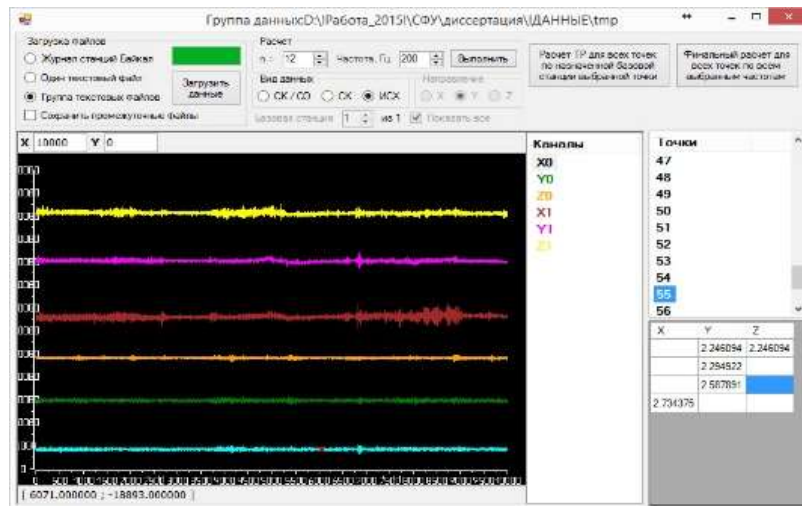 Группа данных:D:\!Работа_2015!\СФУ\диссертация\!ДАННЫЕ\tmp
Загрузка файлов
Журнал станций Байкал
Один текстовый файл
Группа текстовых файлов
Сохранить промежуточные файлы
Загрузить
данные
Расчет
n.: 12 Частота, Гц 200 Выполнить
Вид данных
СК/СО СК ИСХ
Направление
X Y Z
Базовая станция 1 из 1 Показать все
Расчет ТР для всех точек
по назначенной базовой
станции выбранной точки
Финальный расчет для
всех точек по всем
выбранным частотам
X 10000 Y 0
Каналы
X0
Y0
Z0
X1
Y1
Z1
Точки
47
48
49
50
51
52
53
54
55
56
X Y Z
2.246094 2.246094
2.294922
2.587891
2.734375
[ 6071,000000 ; -18893.000000 ]